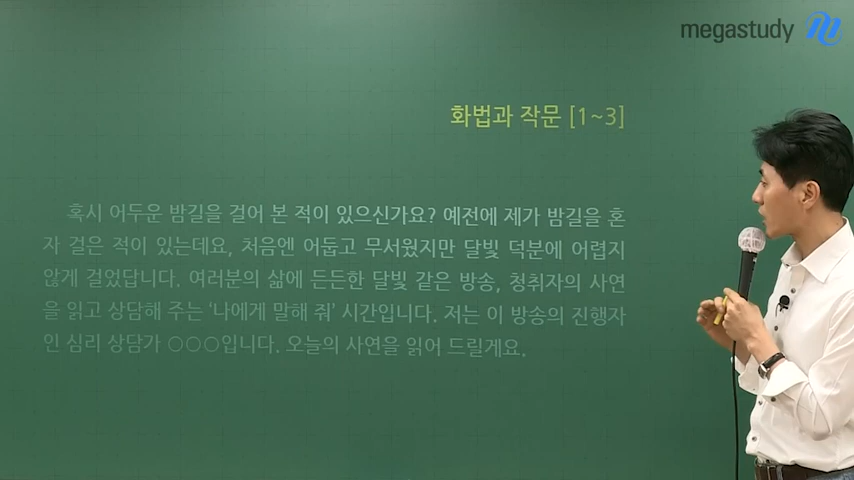 megastudy
화법과 작문 [1~3]
혹시 어두운 밤길을 걸어 본 적이 있으신가요? 예전에 제가 밤길을 혼
자 걸은 적이 있는데요, 처음엔 어둡고 무서웠지만 달빛 덕분에 어렵지
않게 걸었답니다. 여러분의 삶에 든든한 달빛 같은 방송, 청취자의 사연
을 읽고 상담해 주는 ‘나에게 말해 줘’ 시간입니다. 저는 이 방송의 진행자
인 심리 상담가 ○○○입니다. 오늘의 사연을 읽어 드릴게요.